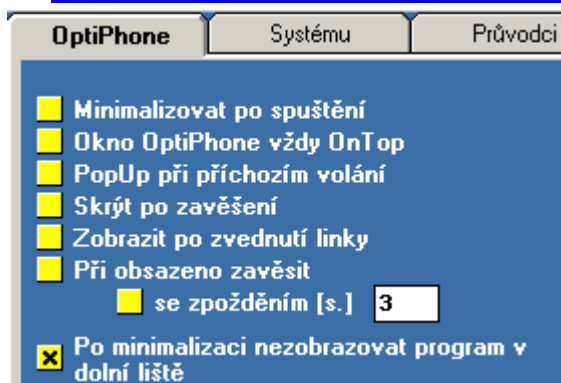 OptiPhone Systému Průvodci
Minimalizovat po spuštění
Okno OptiPhone vždy OnTop
PopUp při příchozím volání
Skrýt po zavěšení
Zobrazit po zvednutí linky
Při obsazeno zavěsit
se zpožděním [s.] 3
Po minimalizaci nezobrazovat program v
dolní liště